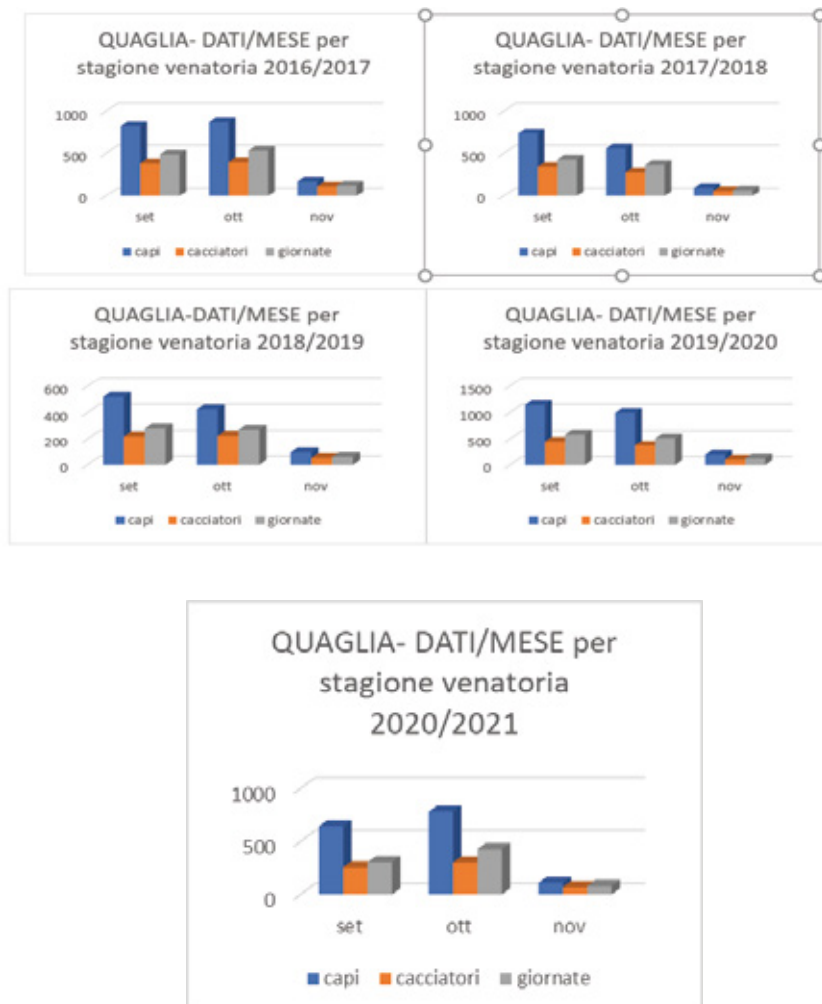 QUAGLIA- DATI/MESE per
stagione venatoria 2016/2017
1000
500
0
set ott nov
capi cacciatori giornate
QUAGLIA- DATI/MESE per
stagione venatoria 2017/2018
1000
500
0
set ott nov
capi cacciatori giornate
QUAGLIA-DATI/MESE per
stagione venatoria 2018/2019
600
400
200
0
set ott nov
capi cacciatori giornate
QUAGLIA- DATI/MESE per
stagione venatoria 2019/2020
1500
1000
500
0
set ott nov
capi cacciatori giornate
QUAGLIA- DATI/MESE per
stagione venatoria
2020/2021
1000
500
0
set ott nov
capi cacciatori giornate